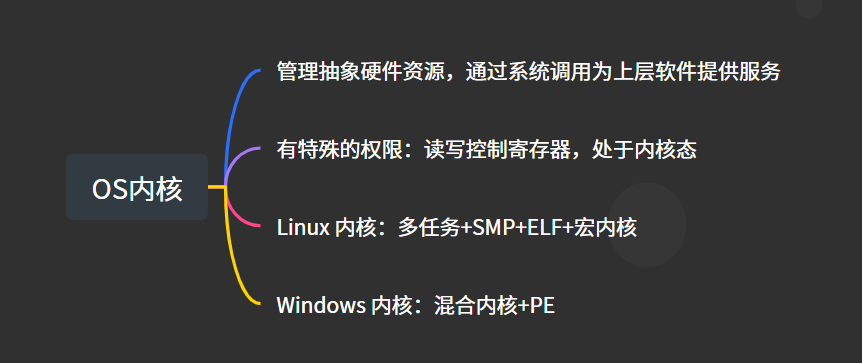 OS内核
管理抽象硬件资源，通过系统调用为上层软件提供服务
有特殊的权限：读写控制寄存器，处于内核态
Linux 内核：多任务+SMP+ELF+宏内核
Windows 内核：混合内核+PE